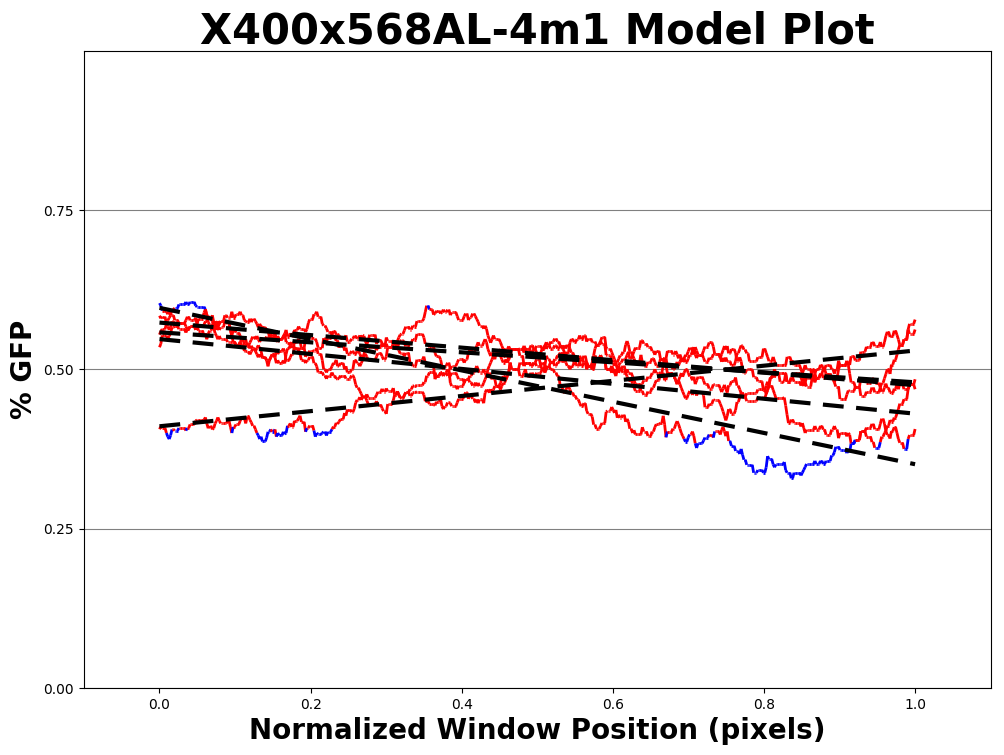 X400x568AL-4m1 Model Plot
% GFP
0.75
0.50
0.25
0.00
0.0 0.2 0.4 0.6 0.8 1.0
Normalized Window Position (pixels)